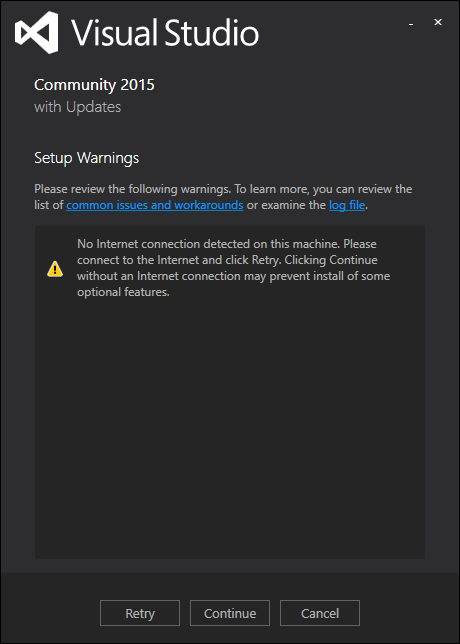 Visual Studio
Community 2015
with Updates
Setup Warnings
Please review the following warnings. To learn more, you can review the
list of common issues and workarounds or examine the log file.
No Internet connection detected on this machine. Please
connect to the Internet and click Retry. Clicking Continue
without an Internet connection may prevent install of some
optional features.
Retry
Continue
Cancel